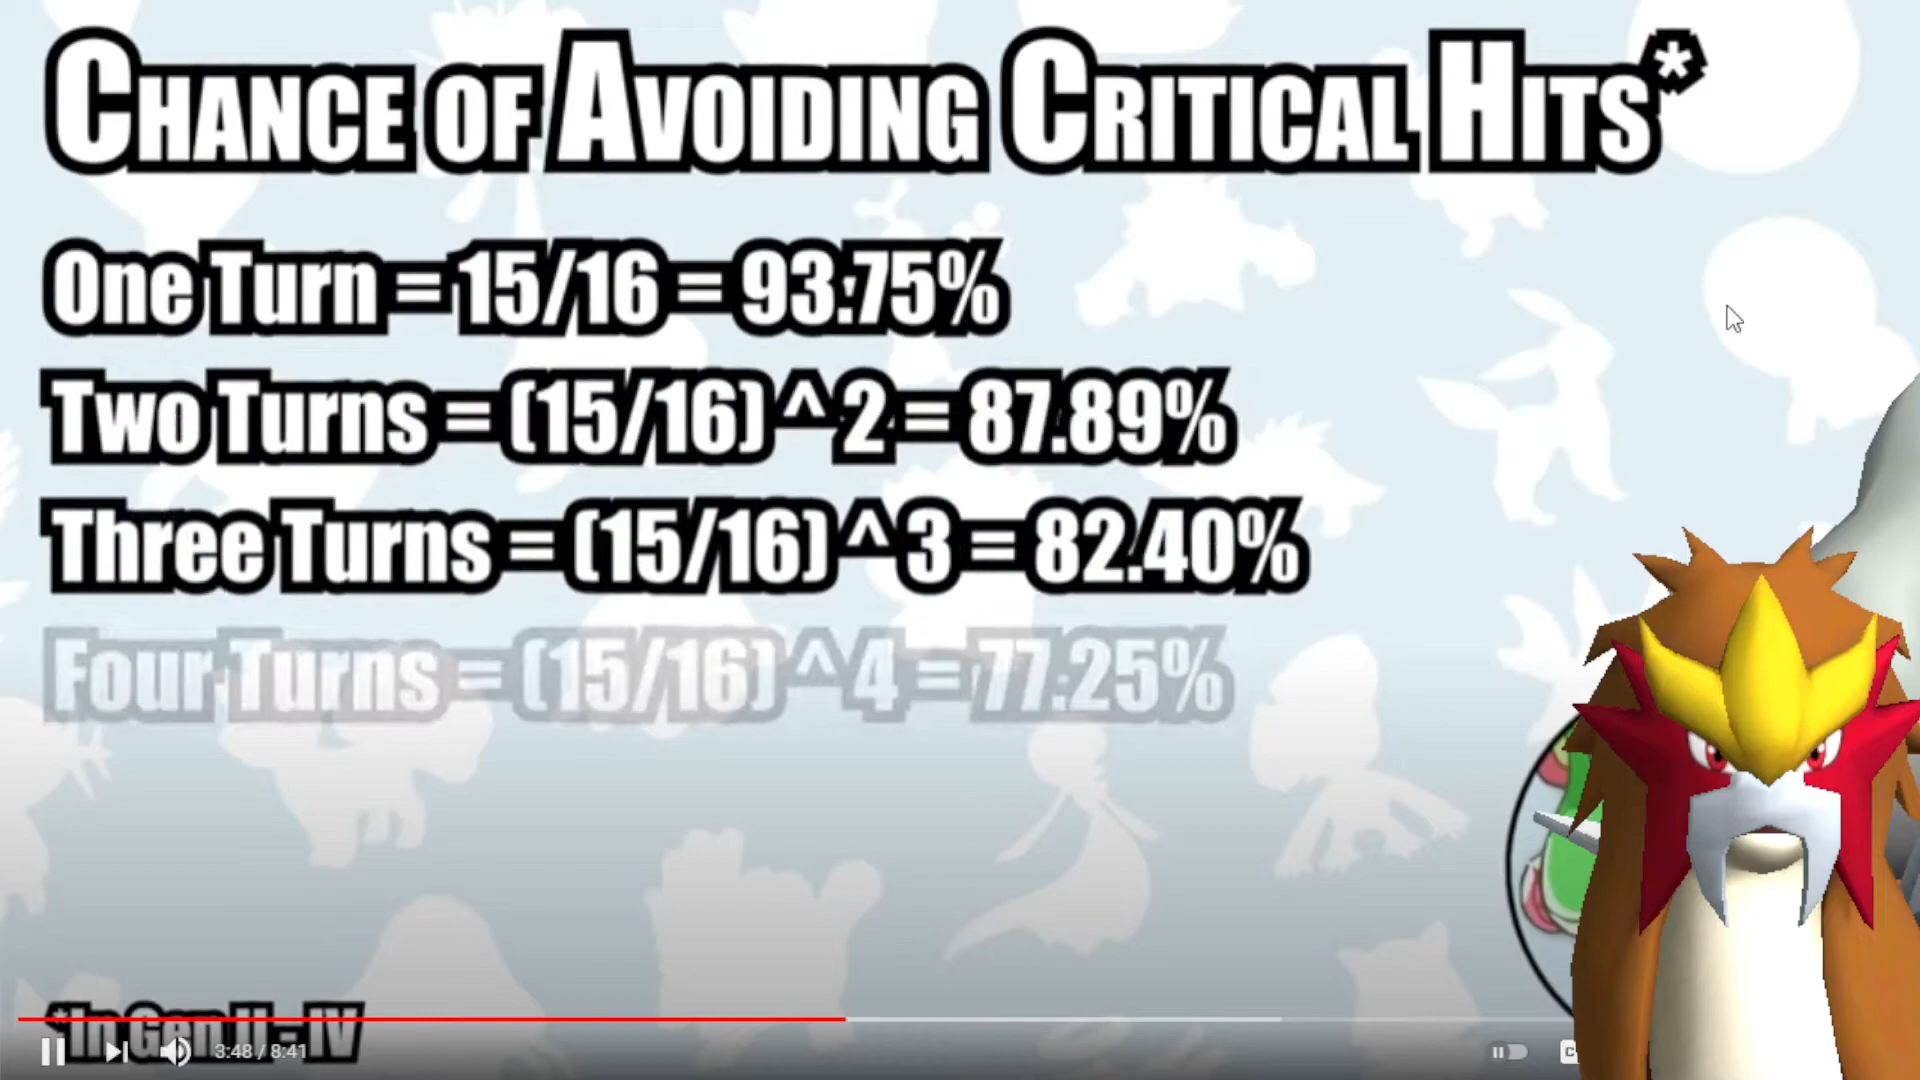 Chance of Avoiding Critical Hits*
One Turn = 15/16 = 93.75%
Two Turns = (15/16)^2 = 87.89%
Three Turns = (15/16)^3 = 82.40%
Four Turns = (15/16)^4 = 77.25%
*In Gen II - IV
3:48 / 8:41